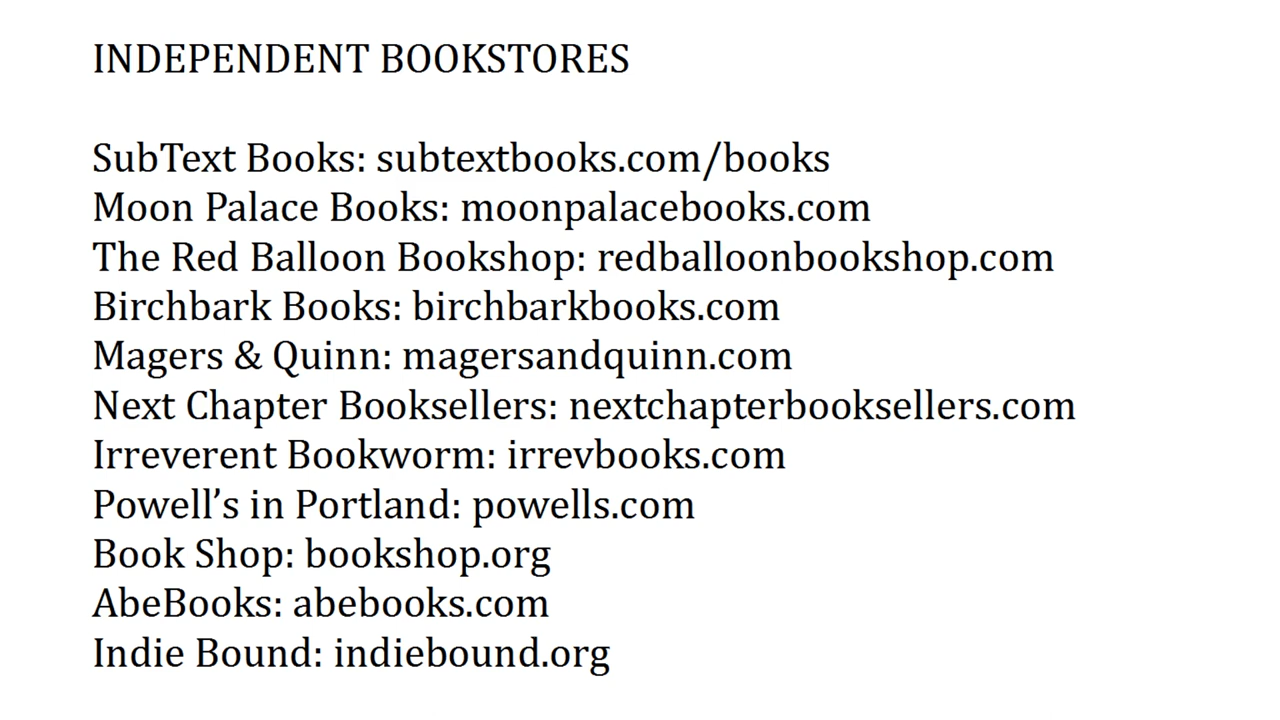 INDEPENDENT BOOKSTORES
SubText Books: subtextbooks.com/books
Moon Palace Books: moonpalacebooks.com
The Red Balloon Bookshop: redballoonbookshop.com
Birchbark Books: birchbarkbooks.com
Magers & Quinn: magersandquinn.com
Next Chapter Booksellers: nextchapterbooksellers.com
Irreverent Bookworm: irrevbooks.com
Powell’s in Portland: powells.com
Book Shop: bookshop.org
AbeBooks: abebooks.com
Indie Bound: indiebound.org